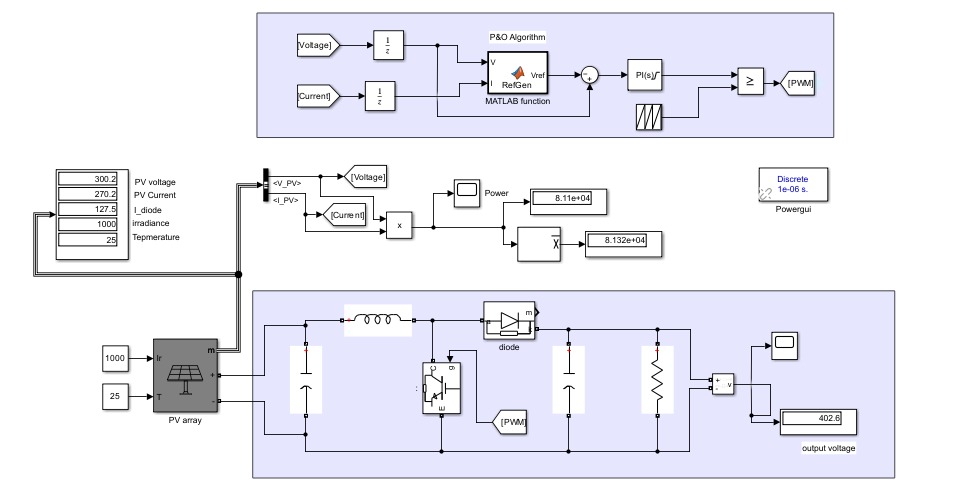 P&O Algorithm
[Voltage]
1
z
V
Vref
I
RefGen
MATLAB function
[Current]
1
z
PI(s)
≥
[PWM]
300.2
PV voltage
270.2
PV Current
127.5
I_diode
1000
irradiance
25
Tepmerature
<V_PV>
<I_PV>
[Voltage]
[Current]
x
Power
8.11e+04
x
8.132e+04
Discrete
1e-06 s.
Powergui
1000
25
Ir
T
m
+
-
PV array
+
a
m
k
diode
+
g
C
E
[PWM]
+
+
+
-
v
402.6
output voltage